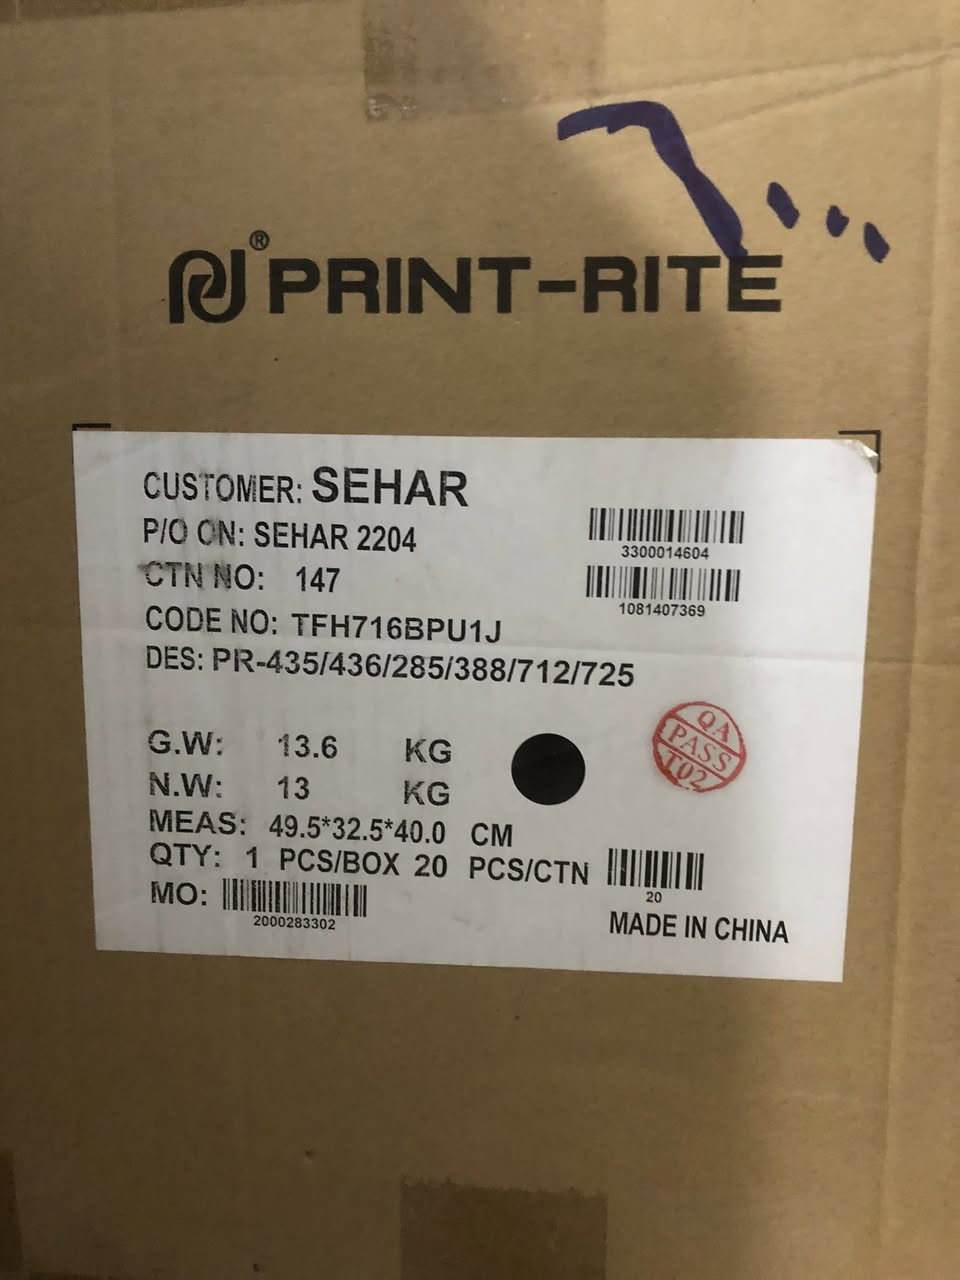 ® PRINT-RITE
CUSTOMER: SEHAR
P/O ON: SEHAR 2204
3300014604
CTN NO: 147
1081407369
CODE NO: TFH716BPU1J
DES: PR-435/436/285/388/712/725
QA
PASS
T02
G.W: 13.6 KG
N.W: 13 KG
MEAS: 49.5*32.5*40.0 CM
QTY: 1 PCS/BOX 20 PCS/CTN
20
MO:
2000283302
MADE IN CHINA